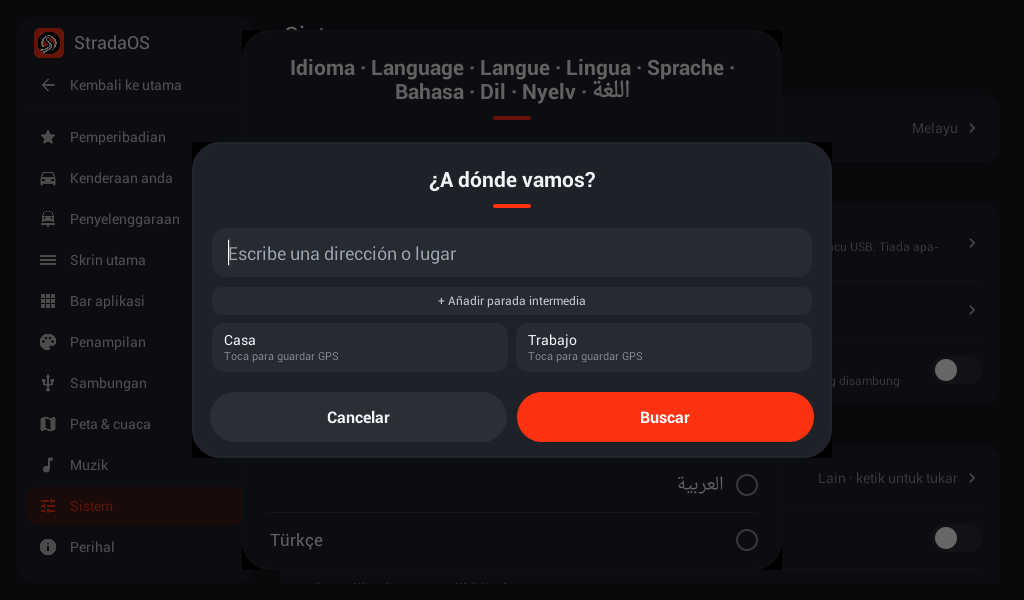 StradaOS
Kembali ke utama
Pemperibadian
Kenderaan anda
Penyelenggaraan
Skrin utama
Bar aplikasi
Penampilan
Sambungan
Peta & cuaca
Muzik
Sistem
Perihal
Idioma · Language · Langue · Lingua · Sprache ·
Bahasa · Dil · Nyelv · اللغة
Melayu
USB. Tiada apa-
disambung
Lain · ketik untuk tukar
¿A dónde vamos?
Escribe una dirección o lugar
+ Añadir parada intermedia
Casa
Toca para guardar GPS
Trabajo
Toca para guardar GPS
Cancelar
Buscar
العربية
Türkçe